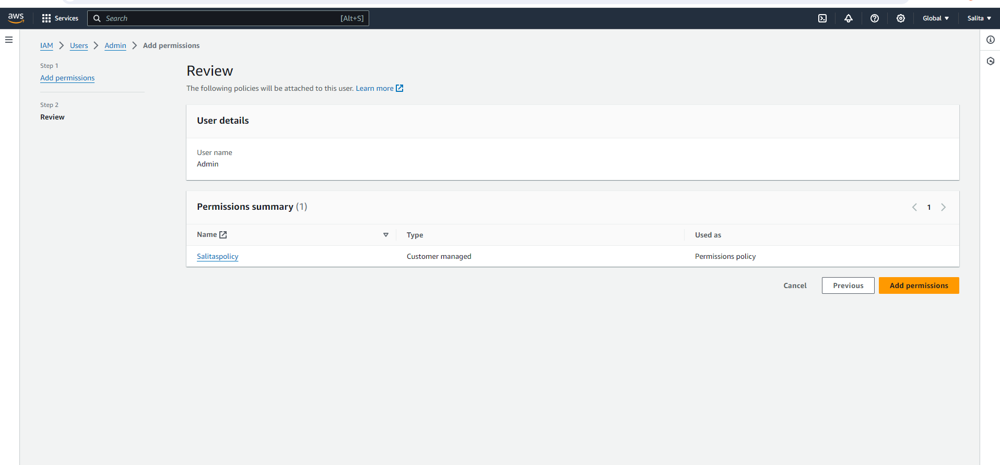 aws
Services
Search [Alt+S]
Global
Salita
IAM > Users > Admin > Add permissions
Step 1
Add permissions
Step 2
Review
Review
The following policies will be attached to this user. Learn more
User details
User name
Admin
Permissions summary (1)
1
Name Type Used as
Salitaspolicy Customer managed Permissions policy
Cancel Previous Add permissions